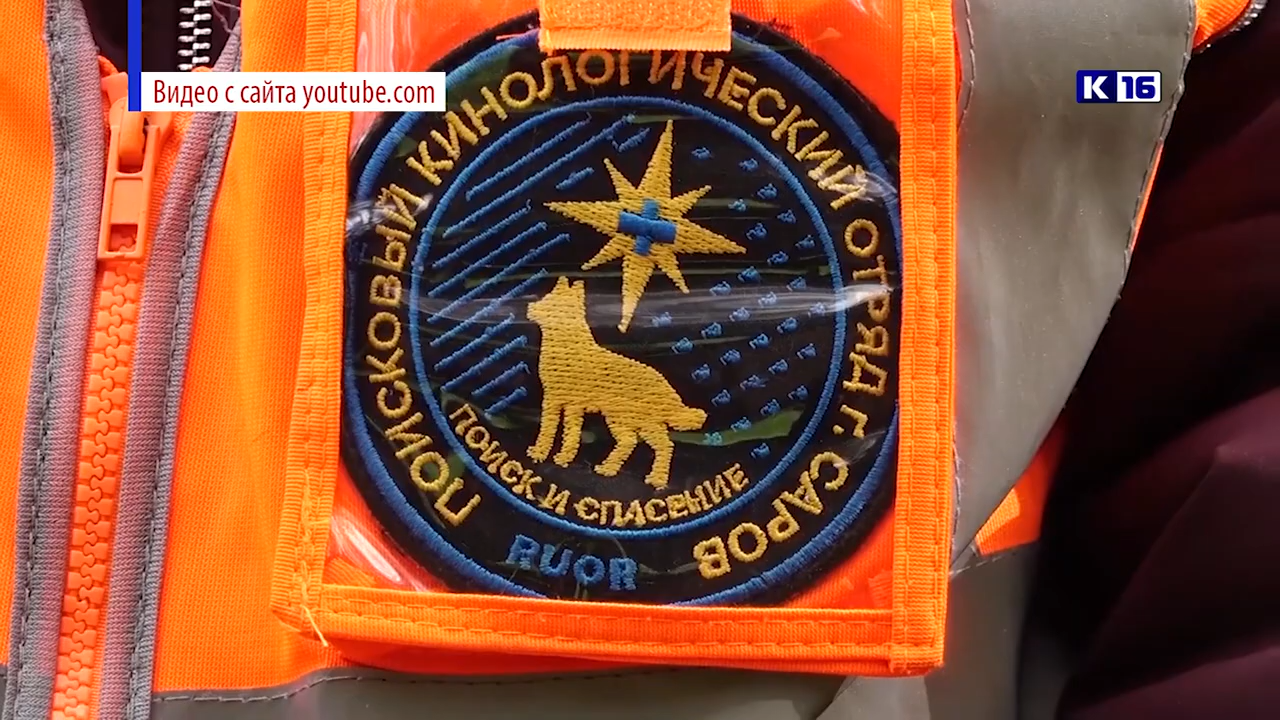 Видео с сайта youtube.com
К 16
ПОИСКОВЫЙ КИНОЛОГИЧЕСКИЙ ОТРЯД г. САРОВ
ПОИСК И СПАСЕНИЕ
RUOR